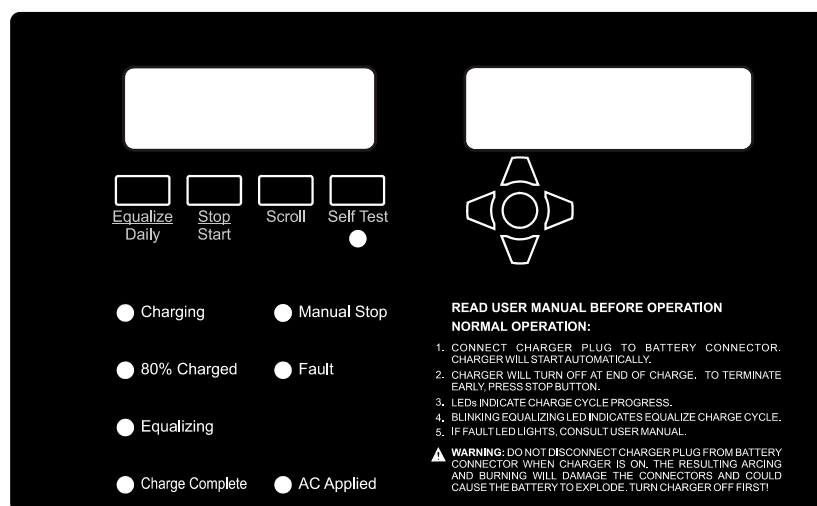 Equalize Stop Scroll Self Test
Daily Start
Charging Manual Stop
80% Charged Fault
Equalizing
Charge Complete AC Applied
READ USER MANUAL BEFORE OPERATION
NORMAL OPERATION:
1. CONNECT CHARGER PLUG TO BATTERY CONNECTOR.
CHARGER WILL START AUTOMATICALLY.
2. CHARGER WILL TURN OFF AT END OF CHARGE. TO TERMINATE
EARLY, PRESS STOP BUTTON.
3. LEDs INDICATE CHARGE CYCLE PROGRESS.
4. BLINKING EQUALIZING LED INDICATES EQUALIZE CHARGE CYCLE.
5. IF FAULT LED LIGHTS, CONSULT USER MANUAL.
WARNING: DO NOT DISCONNECT CHARGER PLUG FROM BATTERY
CONNECTOR WHEN CHARGER IS ON. THE RESULTING ARCING
AND BURNING WILL DAMAGE THE CONNECTORS AND COULD
CAUSE THE BATTERY TO EXPLODE. TURN CHARGER OFF FIRST!